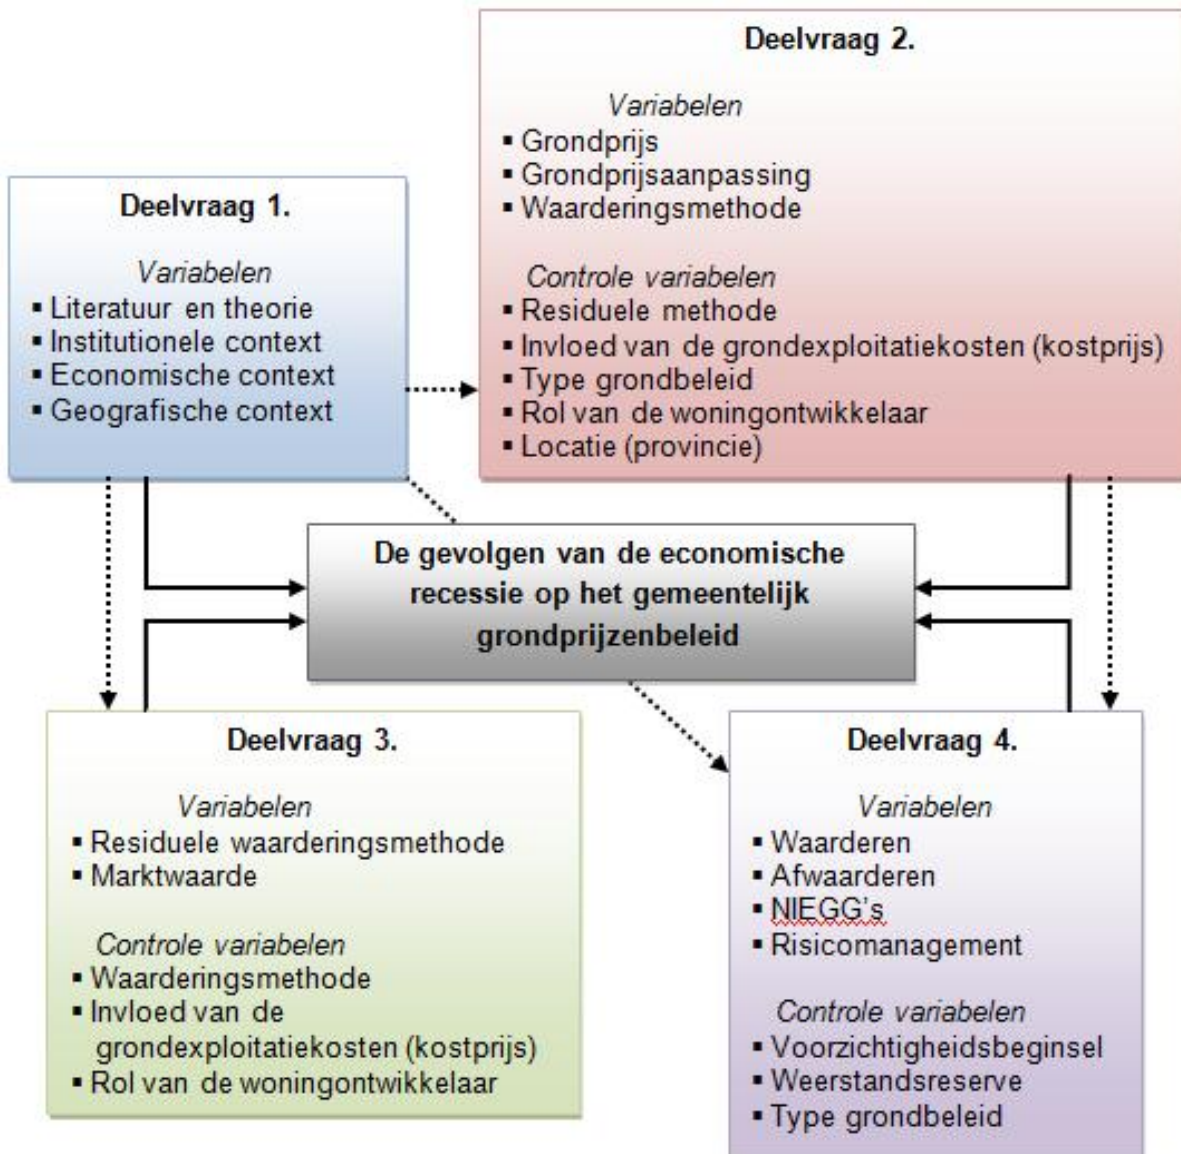 Deelvraag 1.
Variabelen
▪ Literatuur en theorie
▪ Institutionele context
▪ Economische context
▪ Geografische context
Deelvraag 2.
Variabelen
▪ Grondprijs
▪ Grondprijsaanpassing
▪ Waarderingsmethode
Controle variabelen
▪ Residuele methode
▪ Invloed van de grondexploitatiekosten (kostprijs)
▪ Type grondbeleid
▪ Rol van de woningontwikkelaar
▪ Locatie (provincie)
De gevolgen van de economische
recessie op het gemeentelijk
grondprijzenbeleid
Deelvraag 3.
Variabelen
▪ Residuele waarderingsmethode
▪ Marktwaarde
Controle variabelen
▪ Waarderingsmethode
▪ Invloed van de
grondexploitatiekosten (kostprijs)
▪ Rol van de woningontwikkelaar
Deelvraag 4.
Variabelen
▪ Waarderen
▪ Afwaarderen
▪ NIEGG's
▪ Risicomanagement
Controle variabelen
▪ Voorzichtigheidsbeginsel
▪ Weerstandsreserve
▪ Type grondbeleid